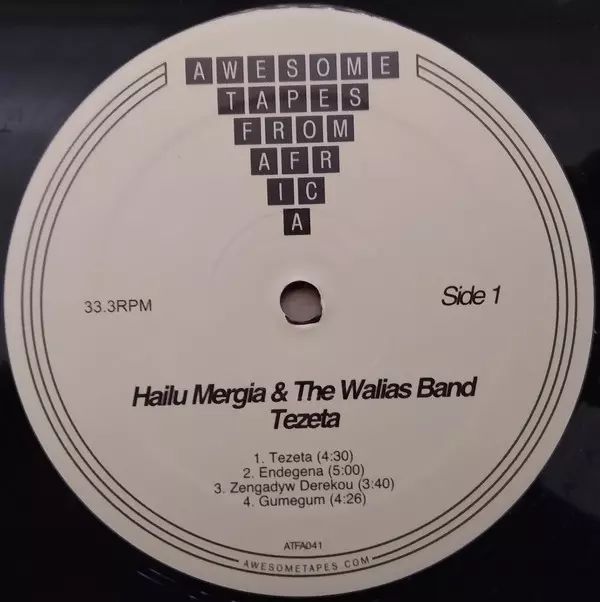 AWESOME
TAPES
FROM
AFR
IC
A
33.3RPM
Side 1
Hailu Mergia & The Walias Band
Tezeta
1. Tezeta (4:30)
2. Endegena (5:00)
3. Zengadyw Derekou (3:40)
4. Gumegum (4:26)
ATFA041
AWESOMETAPES.COM